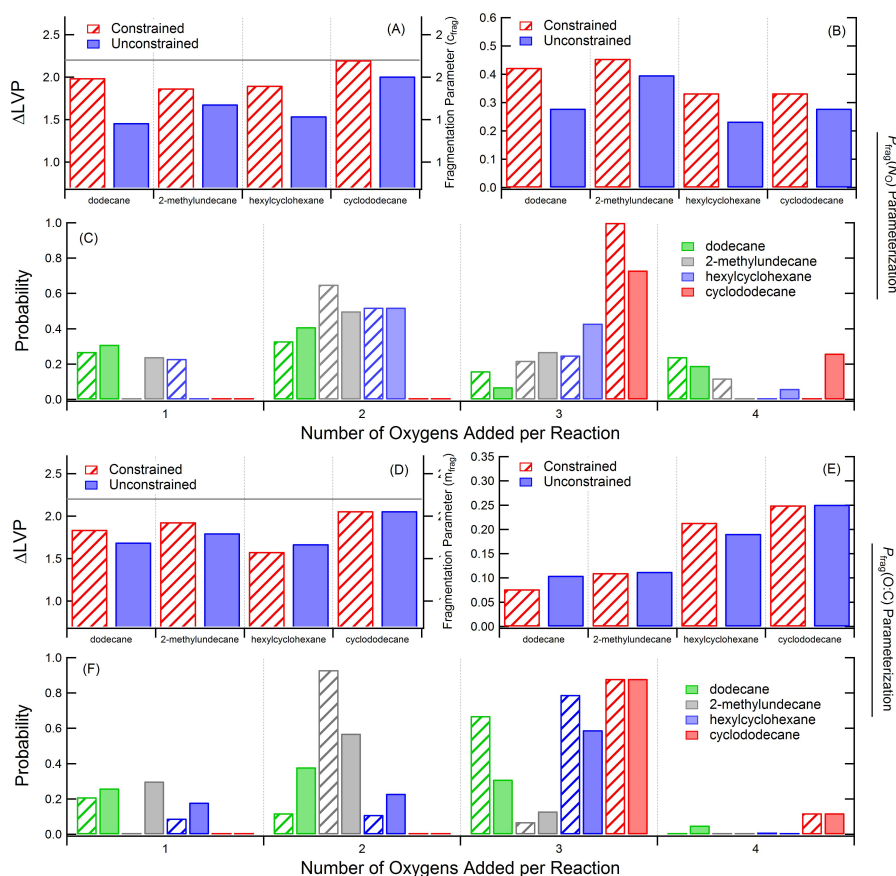 (A)
Constrained
Unconstrained
2.5
2.0
1.5
1.0
ΔLVP
dodecane
2-methylundecane
hexylcyclohexane
cyclododecane
2
2
1
1
Fragmentation Parameter (cfrag)
(B)
Constrained
Unconstrained
0.6
0.5
0.4
0.3
0.2
0.1
0.0
dodecane
2-methylundecane
hexylcyclohexane
cyclododecane
Pfrag(NO) Parameterization
(C)
1.0
0.8
0.6
0.4
0.2
0.0
Probability
dodecane
2-methylundecane
hexylcyclohexane
cyclododecane
1
2
3
4
Number of Oxygens Added per Reaction
(D)
Constrained
Unconstrained
2.5
2.0
1.5
1.0
ΔLVP
dodecane
2-methylundecane
hexylcyclohexane
cyclododecane
Fragmentation Parameter (mfrag)
(E)
Constrained
Unconstrained
0.35
0.30
0.25
0.20
0.15
0.10
0.05
0.00
dodecane
2-methylundecane
hexylcyclohexane
cyclododecane
Pfrag(O:C) Parameterization
(F)
1.0
0.8
0.6
0.4
0.2
0.0
Probability
dodecane
2-methylundecane
hexylcyclohexane
cyclododecane
1
2
3
4
Number of Oxygens Added per Reaction